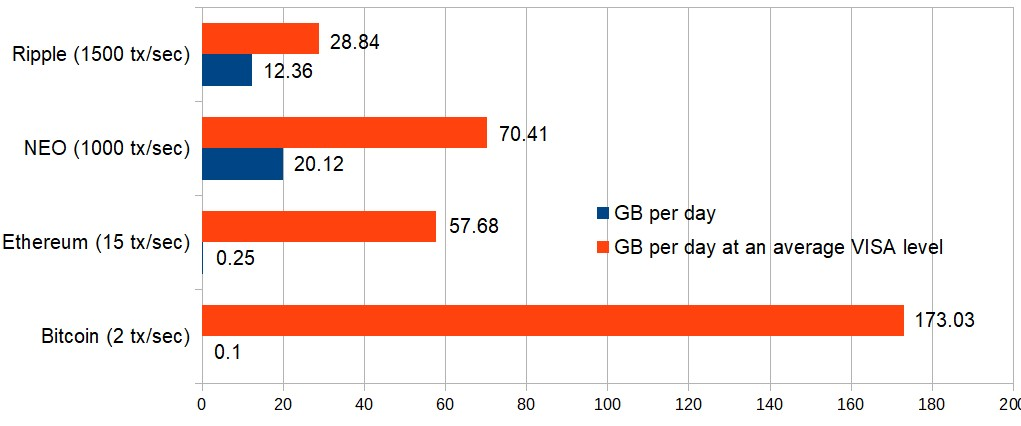 Ripple (1500 tx/sec)
28.84
12.36
NEO (1000 tx/sec)
70.41
20.12
Ethereum (15 tx/sec)
57.68
0.25
GB per day
GB per day at an average VISA level
Bitcoin (2 tx/sec)
173.03
0.1
0 20 40 60 80 100 120 140 160 180